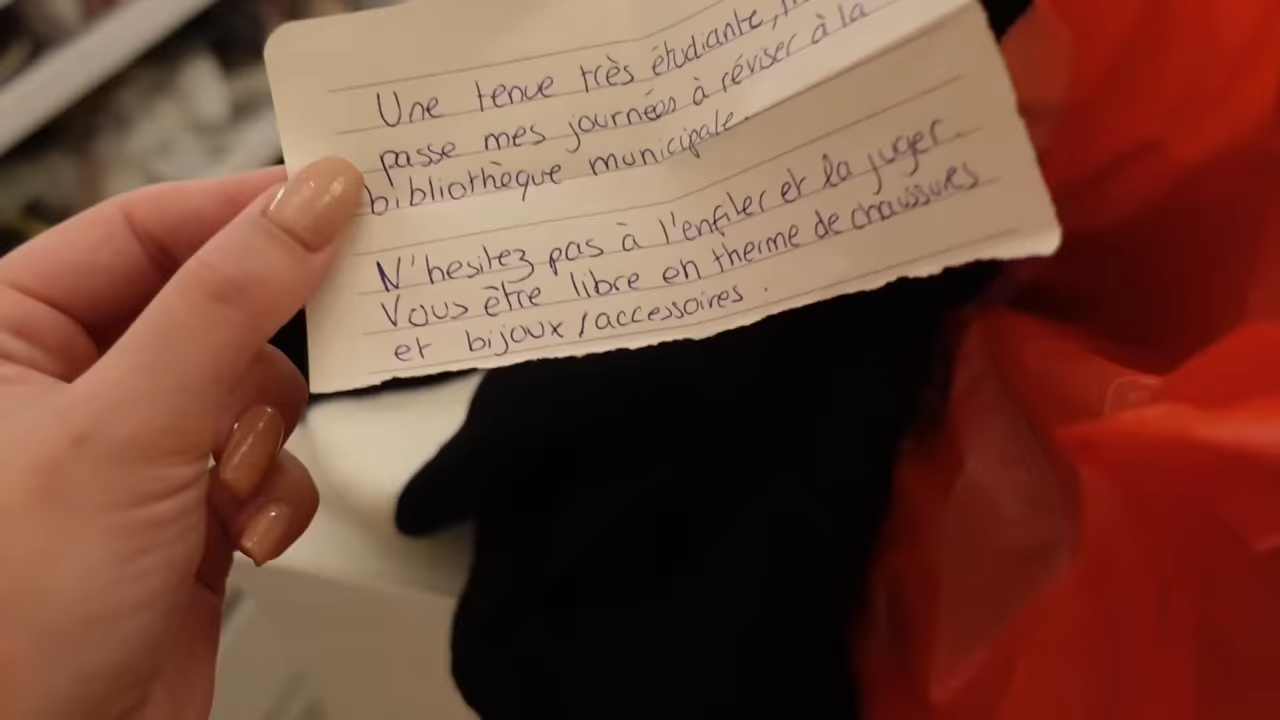 Une tenue très étudiante,
passe mes journées à réviser à la
bibliothèque municipale.
N'hesitez pas à l'enfiler et la juger.
Vous être libre en therme de chaussures
et bijoux/accessoires.